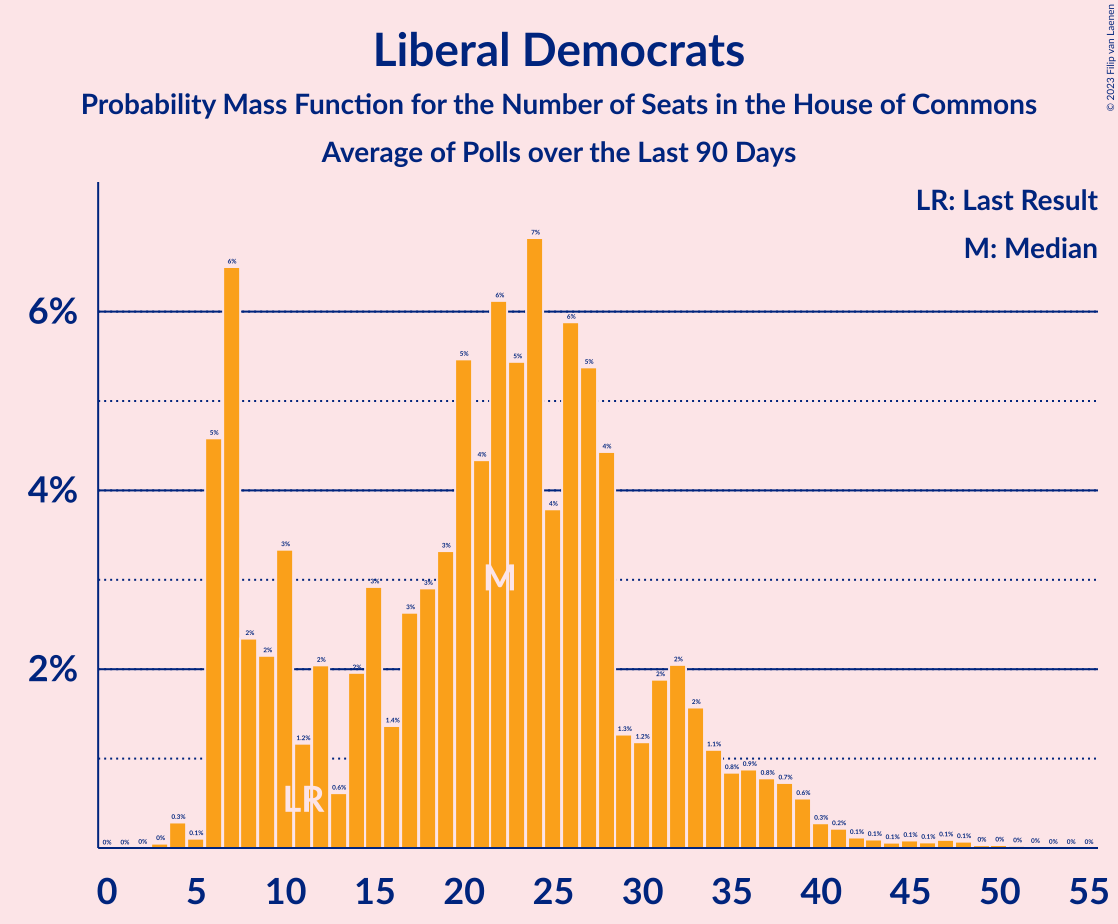 Liberal Democrats
Probability Mass Function for the Number of Seats in the House of Commons
Average of Polls over the Last 90 Days
© 2023 Filip van Laenen
LR: Last Result
M: Median
6%
4%
2%
0% 0% 0% 0% 0.3% 0.1% 5% 6% 2% 2% 3% 1.2% 2% 0.6% 2% 3% 1.4% 3% 3% 3% 5% 4% 6% 5% 7% 4% 6% 5% 4% 1.3% 1.2% 2% 2% 2% 1.1% 0.8% 0.9% 0.8% 0.7% 0.6% 0.3% 0.2% 0.1% 0.1% 0.1% 0.1% 0.1% 0.1% 0.1% 0% 0% 0% 0% 0% 0% 0%
M
LR
0 5 10 15 20 25 30 35 40 45 50 55